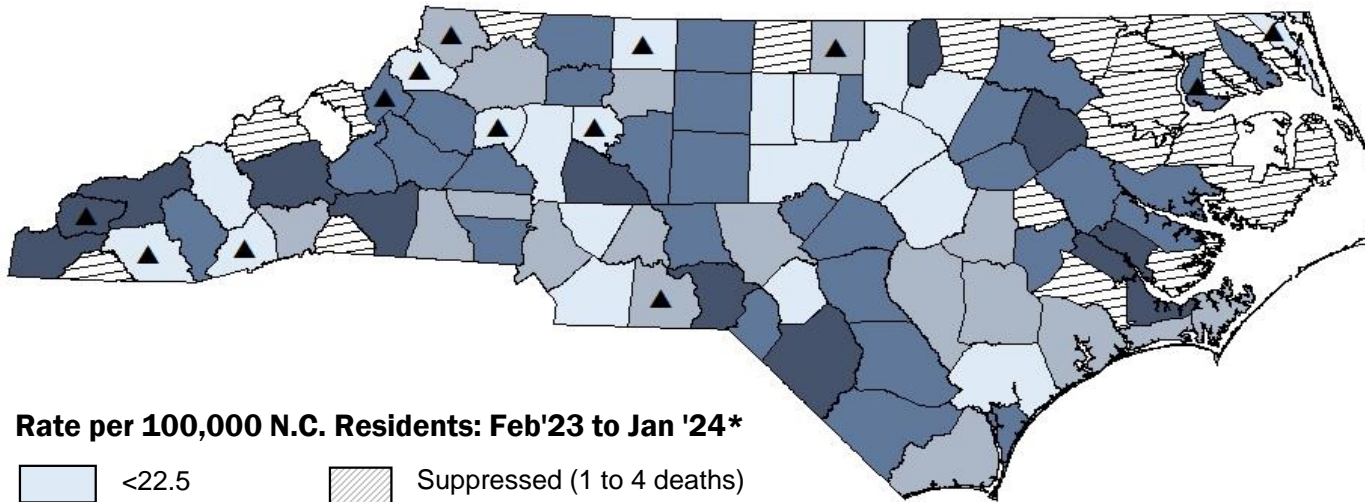 Rate per 100,000 N.C. Residents: Feb'23 to Jan '24*
<22.5
Suppressed (1 to 4 deaths)